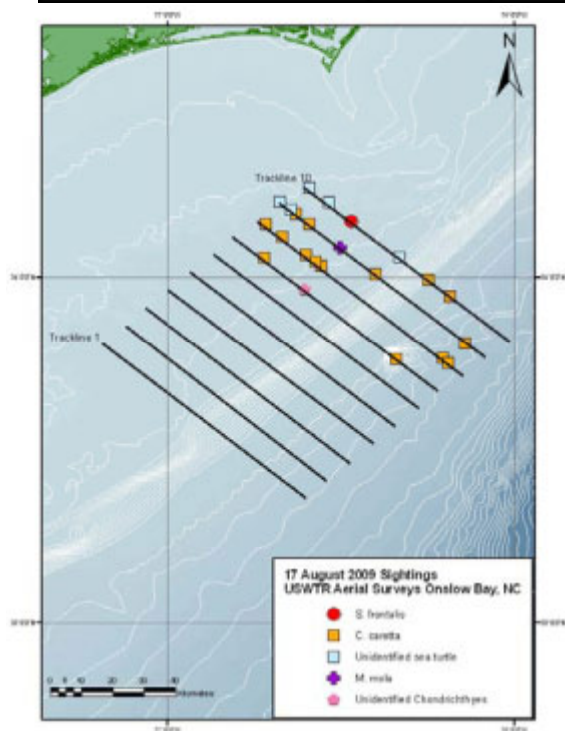 N
Trackline 10
Trackline 1
17 August 2009 Sightings
USWTR Aerial Surveys Onslow Bay, NC
S. frontalis
C. caretta
Unidentified sea turtle
M. mola
Unidentified Chondrichthyes
Kilometers